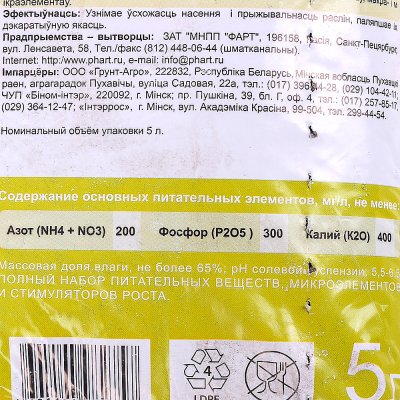 ікраэлементаў.
Эфектыўнасць: Узнімае ўсхожасць насення і прыжывальнасць раслін, паляпшае іх
дэкаратыўную якасць.
Прадпрыемства – вытворцы: ЗАТ "МНПП "ФАРТ", 196158, Расія, Санкт-Пецярбург,
вул. Ленсавета, 58 тэл./факс: (812) 448-06-44 (шматканальны).
Internet: http://www.phart.ru, e-mail: info@phart.ru
Імпарцёры: ООО «Грунт-Агро», 222832, Рэспубліка Беларусь, Мінская вобласць Пухавіцкі
раён, аграгарадок Пухавічы, вуліца Садовая, 22а, тэл.: (017) 396-44-28, (029) 104-42-11;
ЧУП «Біном-інтэр», 220092, г. Мінск; пр. Пушкіна, 39, бл. Г, оф. 4, тэл.: (017) 257-85-17,
(029) 364-12-47; «Інтэррос», г. Мінск, вул. Акадэміка Красіна, 99-504, тэл. 299-44-54.
Номинальный объём упаковки 5 л.
Содержание основных питательных элементов, мг/л, не менее:
Азот (NH4 + NO3) 200 Фосфор (P2O5 ) 300 Калий (K2O) 400
Массовая доля влаги, не более 65%; pH солевой суспензии: 5,5-6,5
ПОЛНЫЙ НАБОР ПИТАТЕЛЬНЫХ ВЕЩЕСТВ, МИКРОЭЛЕМЕНТОВ
И СТИМУЛЯТОРОВ РОСТА.
4
LDPE
5